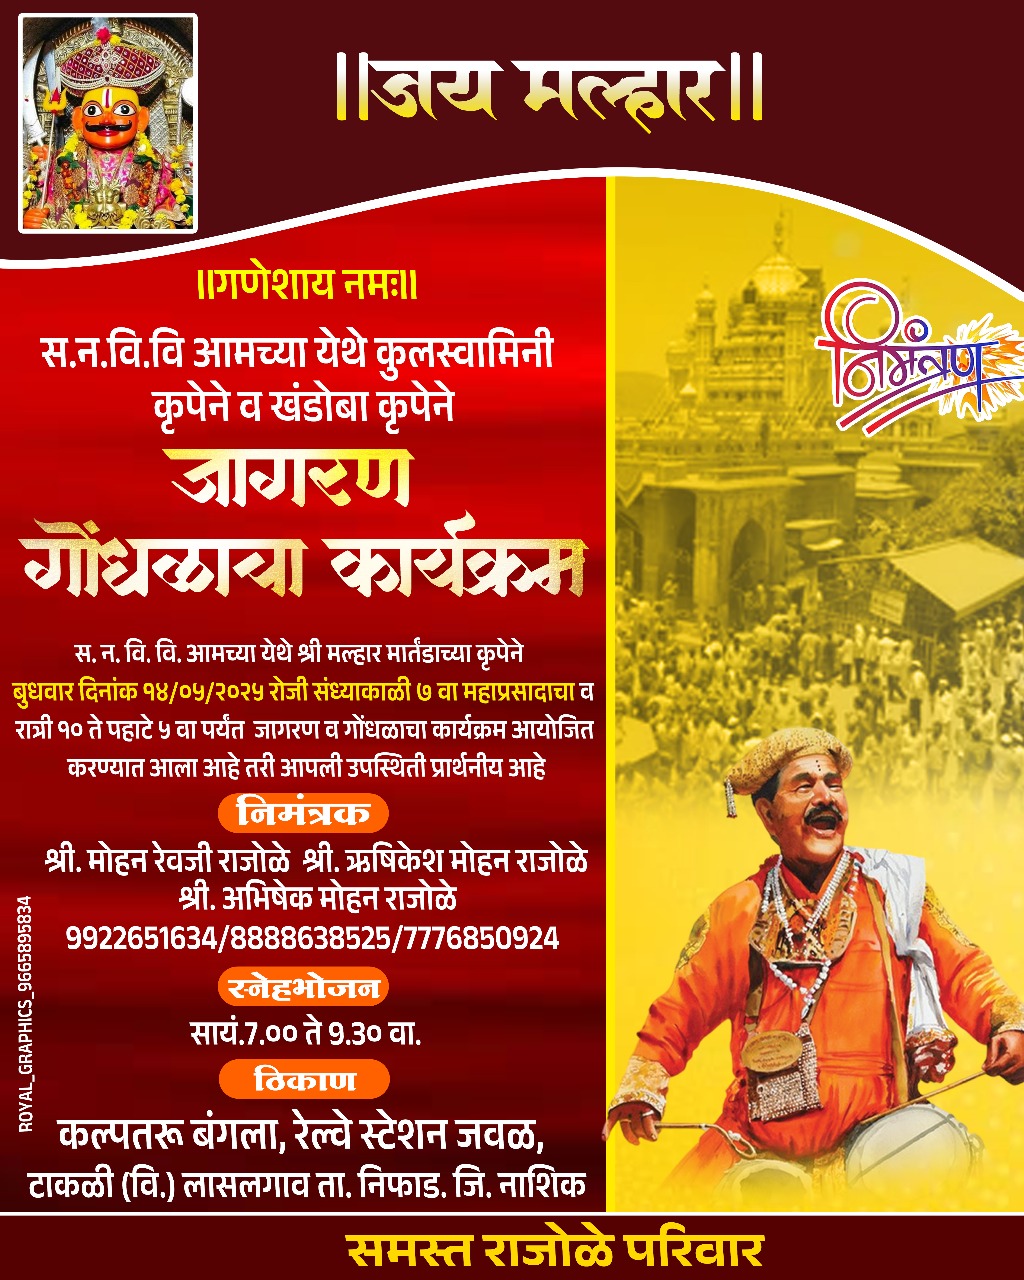 ||जय मल्हार||
निमंत्रण
॥गणेशाय नमः॥
स.न.वि.वि आमच्या येथे कुलस्वामिनी
कृपेने व खंडोबा कृपेने
जागरण
गोंधळाचा कार्यक्रम
स. न. वि. वि. आमच्या येथे श्री मल्हार मार्तंडाच्या कृपेने
बुधवार दिनांक १४/०५/२०२५ रोजी संध्याकाळी ७ वा महाप्रसादाचा व
रात्री १० ते पहाटे ५ वा पर्यंत जागरण व गोंधळाचा कार्यक्रम आयोजित
करण्यात आला आहे तरी आपली उपस्थिती प्रार्थनीय आहे
निमंत्रक
श्री. मोहन रेवजी राजोळे श्री. ऋषिकेश मोहन राजोळे
श्री. अभिषेक मोहन राजोळे
9922651634/8888638525/7776850924
स्नेहभोजन
सायं.7.०० ते 9.३० वा.
ठिकाण
कल्पतरू बंगला, रेल्वे स्टेशन जवळ,
टाकळी (वि.) लासलगाव ता. निफाड. जि. नाशिक
समस्त राजोळे परिवार
ROYAL_GRAPHICS_9665895834